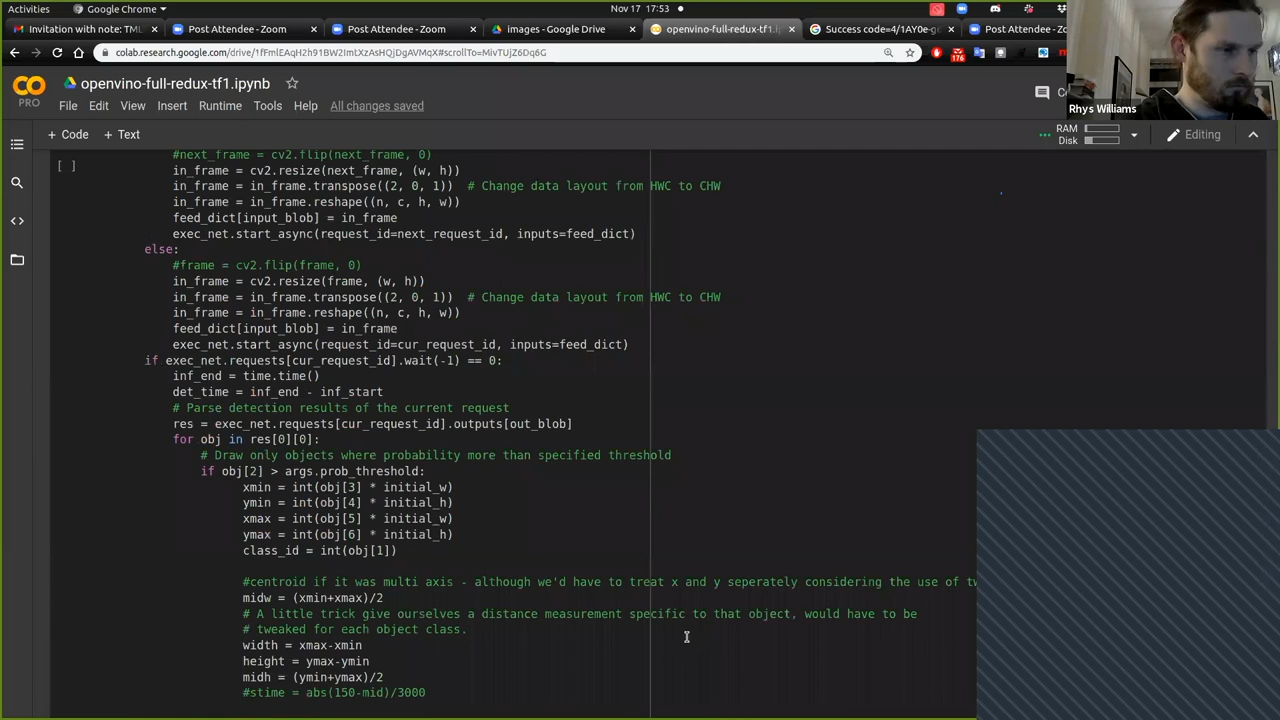 Activities
Google Chrome
Nov 17 17:53
Invitation with note: TML
Post Attendee - Zoom
Post Attendee - Zoom
images - Google Drive
openvino-full-redux-tf1.i
Success code=4/1AY0e-g
Post Attendee - Zo
colab.research.google.com/drive/1fFmlEAqH2h91BW2ImtXzAsHQjDgAVMqX#scrollTo=MivTUjZ6Dq6G
176
openvino-full-redux-tf1.ipynb
PRO
File Edit View Insert Runtime Tools Help All changes saved
Rhys Williams
+ Code + Text
RAM
Disk
Editing
[ ]
#next_frame = cv2.flip(next_frame, 0)
in_frame = cv2.resize(next_frame, (w, h))
in_frame = in_frame.transpose((2, 0, 1))  # Change data layout from HWC to CHW
in_frame = in_frame.reshape((n, c, h, w))
feed_dict[input_blob] = in_frame
exec_net.start_async(request_id=next_request_id, inputs=feed_dict)
else:
#frame = cv2.flip(frame, 0)
in_frame = cv2.resize(frame, (w, h))
in_frame = in_frame.transpose((2, 0, 1))  # Change data layout from HWC to CHW
in_frame = in_frame.reshape((n, c, h, w))
feed_dict[input_blob] = in_frame
exec_net.start_async(request_id=cur_request_id, inputs=feed_dict)
if exec_net.requests[cur_request_id].wait(-1) == 0:
inf_end = time.time()
det_time = inf_end - inf_start
# Parse detection results of the current request
res = exec_net.requests[cur_request_id].outputs[out_blob]
for obj in res[0][0]:
# Draw only objects where probability more than specified threshold
if obj[2] > args.prob_threshold:
xmin = int(obj[3] * initial_w)
ymin = int(obj[4] * initial_h)
xmax = int(obj[5] * initial_w)
ymax = int(obj[6] * initial_h)
class_id = int(obj[1])
#centroid if it was multi axis - although we'd have to treat x and y seperately considering the use of tw
midw = (xmin+xmax)/2
# A little trick give ourselves a distance measurement specific to that object, would have to be
# tweaked for each object class.
width = xmax-xmin
height = ymax-ymin
midh = (ymin+ymax)/2
#stime = abs(150-mid)/3000